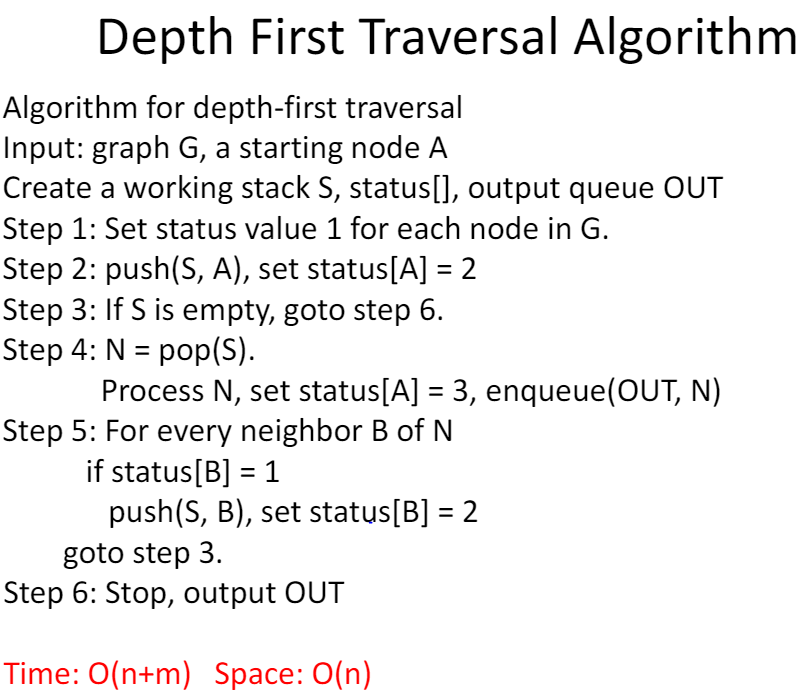 Depth First Traversal Algorithm
Algorithm for depth-first traversal
Input: graph G, a starting node A
Create a working stack S, status[], output queue OUT
Step 1: Set status value 1 for each node in G.
Step 2: push(S, A), set status[A] = 2
Step 3: If S is empty, goto step 6.
Step 4: N = pop(S).
Process N, set status[A] = 3, enqueue(OUT, N)
Step 5: For every neighbor B of N
if status[B] = 1
push(S, B), set status[B] = 2
goto step 3.
Step 6: Stop, output OUT
Time: O(n+m) Space: O(n)